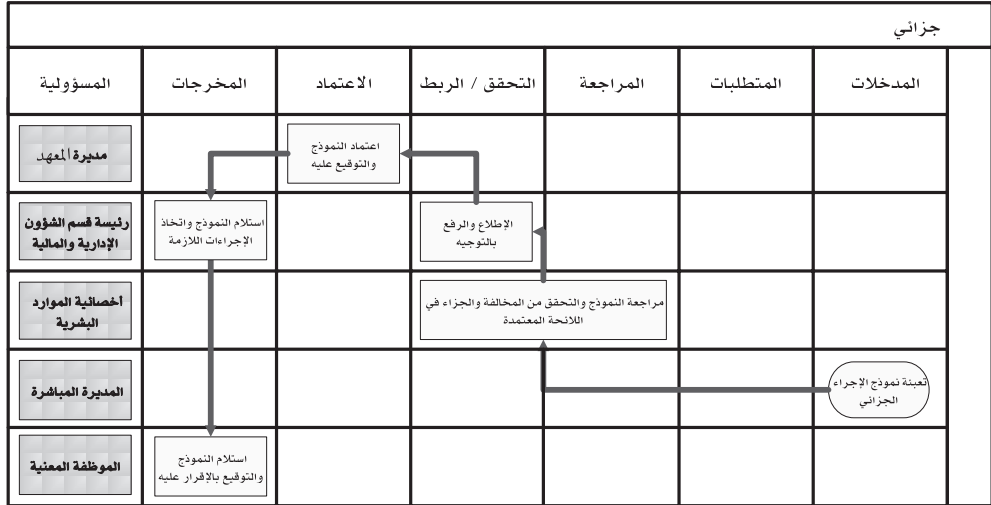 جزائي
المدخلات
المتطلبات
المراجعة
التحقق / الربط
الاعتماد
المخرجات
المسؤولية
اعتماد النموذج
والتوقيع عليه
مديرة المعهد
الإطلاع والرفع
بالتوجيه
استلام النموذج واتخاذ
الإجراءات اللازمة
رئيسة قسم الشؤون
الإدارية والمالية
مراجعة النموذج والتحقق من المخالفة والجزاء في
اللائحة المعتمدة
أخصائية الموارد
البشرية
تعبئة نموذج الإجراء
الجزائي
المديرة المباشرة
استلام النموذج
والتوقيع بالإقرار عليه
الموظفة المعنية